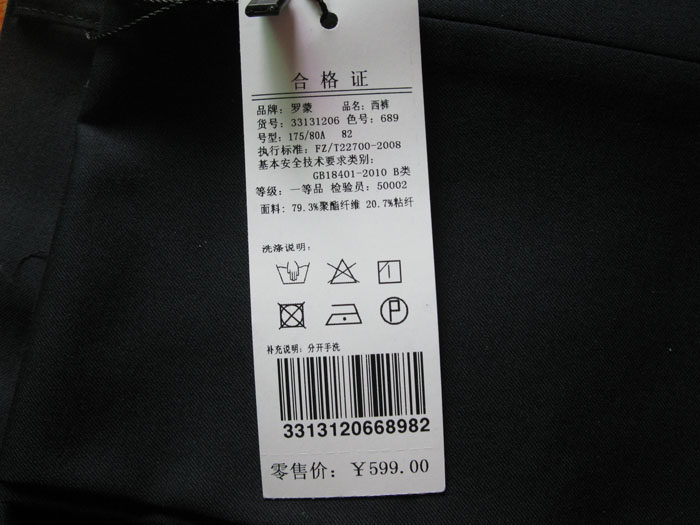 合格证
品牌：罗蒙 品名：西裤
货号：33131206 色号：689
号型：175/80A 82
执行标准：FZ/T22700-2008
基本安全技术要求类别：
GB18401-2010 B类
等级：一等品 检验员：50002
面料：79.3%聚酯纤维 20.7%粘纤
洗涤说明：
P
补充说明：分开手洗
3313120668982
零售价：￥599.00